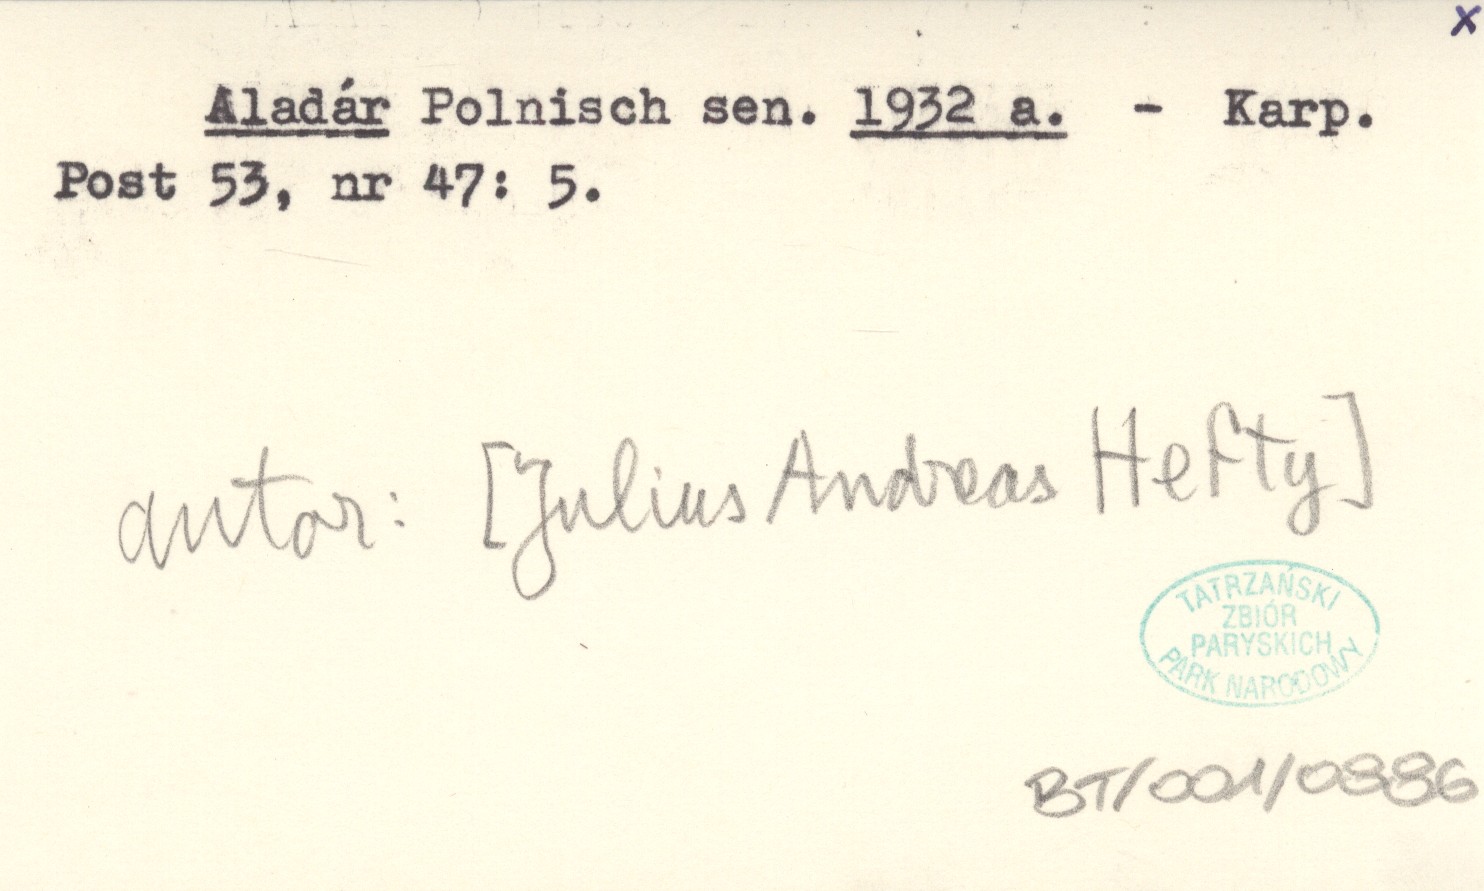 x
Aladár Polnisch sen. 1932 a. - Karp.
Post 53, nr 47: 5.
autor: [Julius Andreas Hefty]
TATRZAŃSKI
ZBIÓR
PARYSKICH
PARK NARODOWY
BT/001/0886